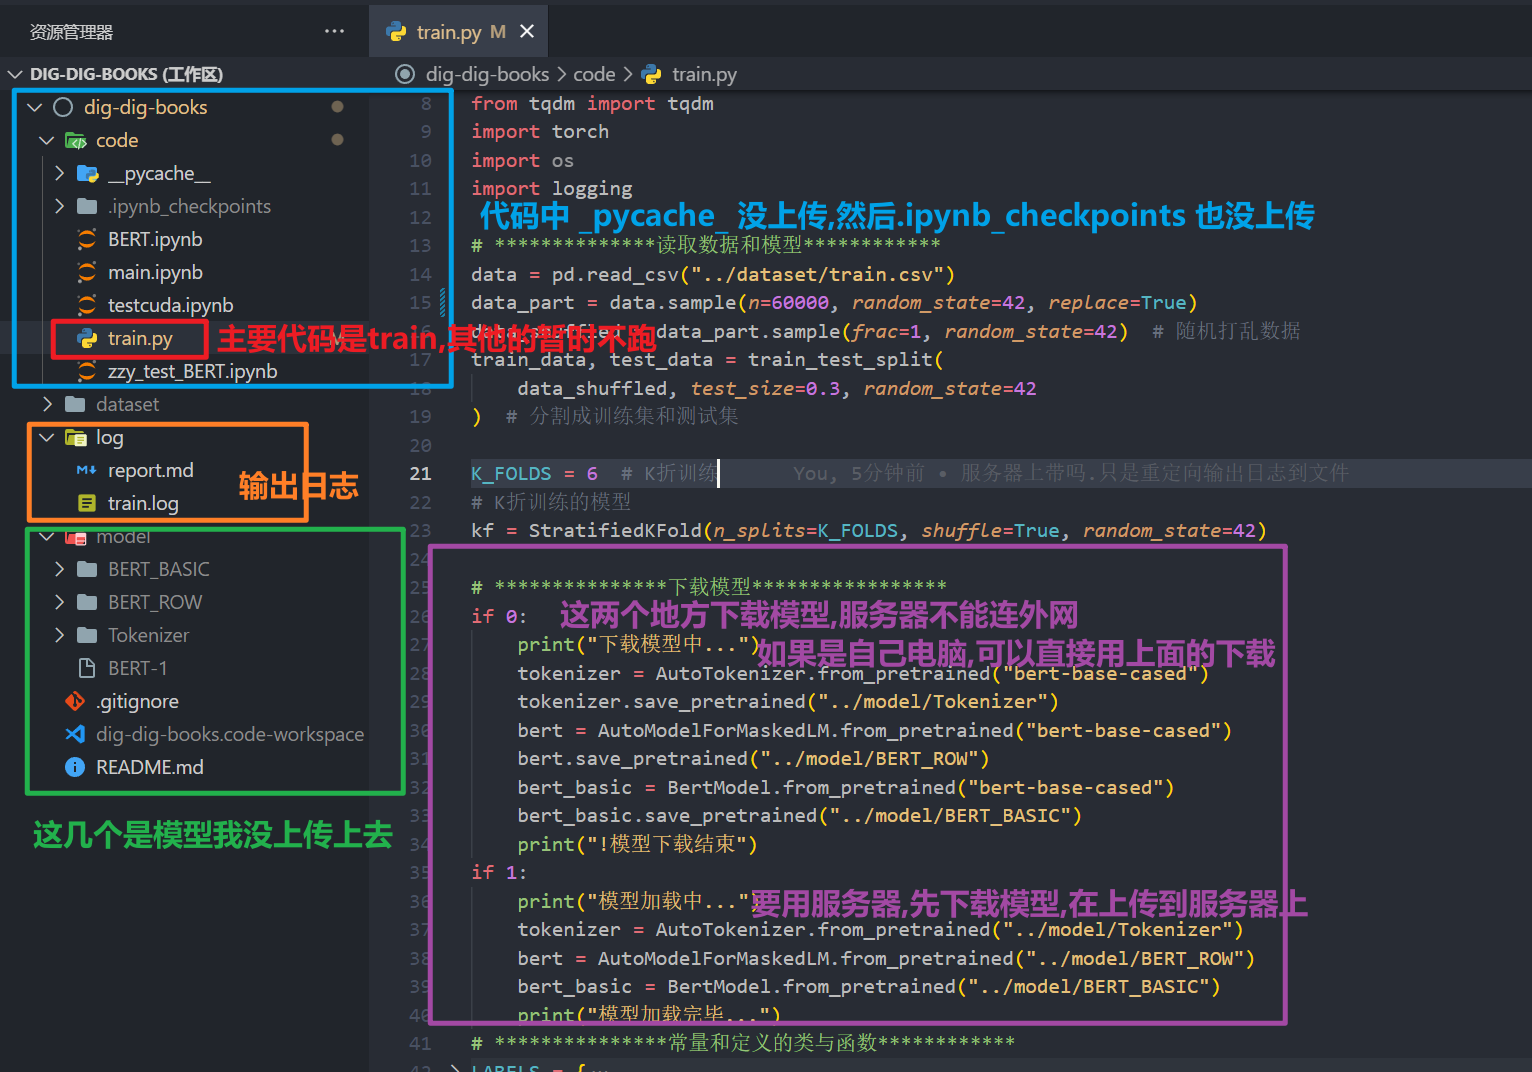 资源管理器
train.py M
DIG-DIG-BOOKS (工作区)
dig-dig-books
code
__pycache__
.ipynb_checkpoints
BERT.ipynb
main.ipynb
testcuda.ipynb
train.py
zzy_test_BERT.ipynb
dataset
log
report.md
train.log
model
BERT_BASIC
BERT_ROW
Tokenizer
BERT-1
.gitignore
dig-dig-books.code-workspace
README.md
主要代码是train,其他的暂时不跑
输出日志
这几个是模型我没上传上去
dig-dig-books > code > train.py
8 from tqdm import tqdm
9 import torch
10 import os
11 import logging
12
代码中 _pycache_ 没上传,然后.ipynb_checkpoints 也没上传
13 # **************读取数据和模型************
14 data = pd.read_csv("../dataset/train.csv")
15 data_part = data.sample(n=60000, random_state=42, replace=True)
data_part.sample(frac=1, random_state=42) # 随机打乱数据
17 train_data, test_data = train_test_split(
18 data_shuffled, test_size=0.3, random_state=42
19 ) # 分割成训练集和测试集
20
21 K_FOLDS = 6 # K折训练 You, 5分钟前 • 服务器上带吗.只是重定向输出日志到文件
22 # K折训练的模型
23 kf = StratifiedKFold(n_splits=K_FOLDS, shuffle=True, random_state=42)
24
25 # ***************下载模型*****************
26 if 0:
这两个地方下载模型,服务器不能连外网
27 print("下载模型中...")
如果是自己电脑,可以直接用上面的下载
28 tokenizer = AutoTokenizer.from_pretrained("bert-base-cased")
29 tokenizer.save_pretrained("../model/Tokenizer")
30 bert = AutoModelForMaskedLM.from_pretrained("bert-base-cased")
31 bert.save_pretrained("../model/BERT_ROW")
32 bert_basic = BertModel.from_pretrained("bert-base-cased")
33 bert_basic.save_pretrained("../model/BERT_BASIC")
34 print("!模型下载结束")
35 if 1:
36 print("模型加载中..."
要用服务器,先下载模型,在上传到服务器上
37 tokenizer = AutoTokenizer.from_pretrained("../model/Tokenizer")
38 bert = AutoModelForMaskedLM.from_pretrained("../model/BERT_ROW")
39 bert_basic = BertModel.from_pretrained("../model/BERT_BASIC")
40 print("模型加载完毕...")
41 # ***************常量和定义的类与函数************
42 LABELS = {…